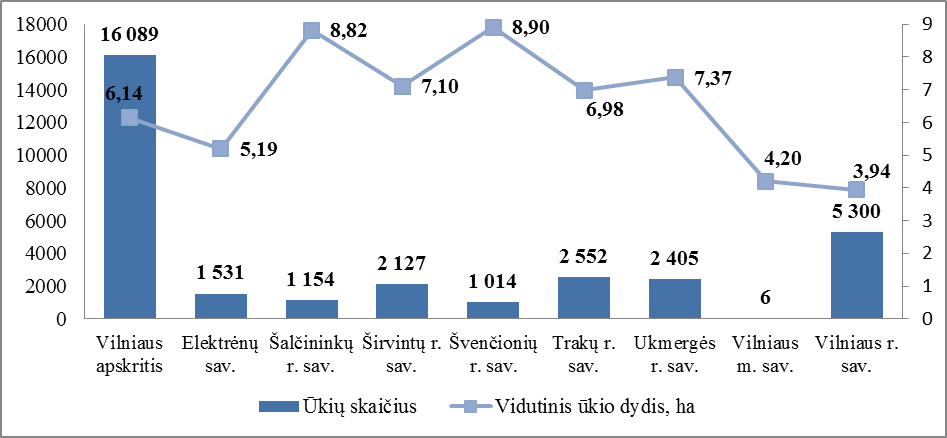 18000
16000
14000
12000
10000
8000
6000
4000
2000
0
9
8
7
6
5
4
3
2
1
0
16 089
6,14
5,19
8,82
7,10
8,90
6,98
7,37
4,20
3,94
1 531
1 154
2 127
1 014
2 552
2 405
6
5 300
Vilniaus
apskritis
Elektrėnų
sav.
Šalčininkų
r. sav.
Širvintų r.
sav.
Švenčionių
r. sav.
Trakų r.
sav.
Ukmergės
r. sav.
Vilniaus
m. sav.
Vilniaus r.
sav.
Ūkių skaičius
Vidutinis ūkio dydis, ha